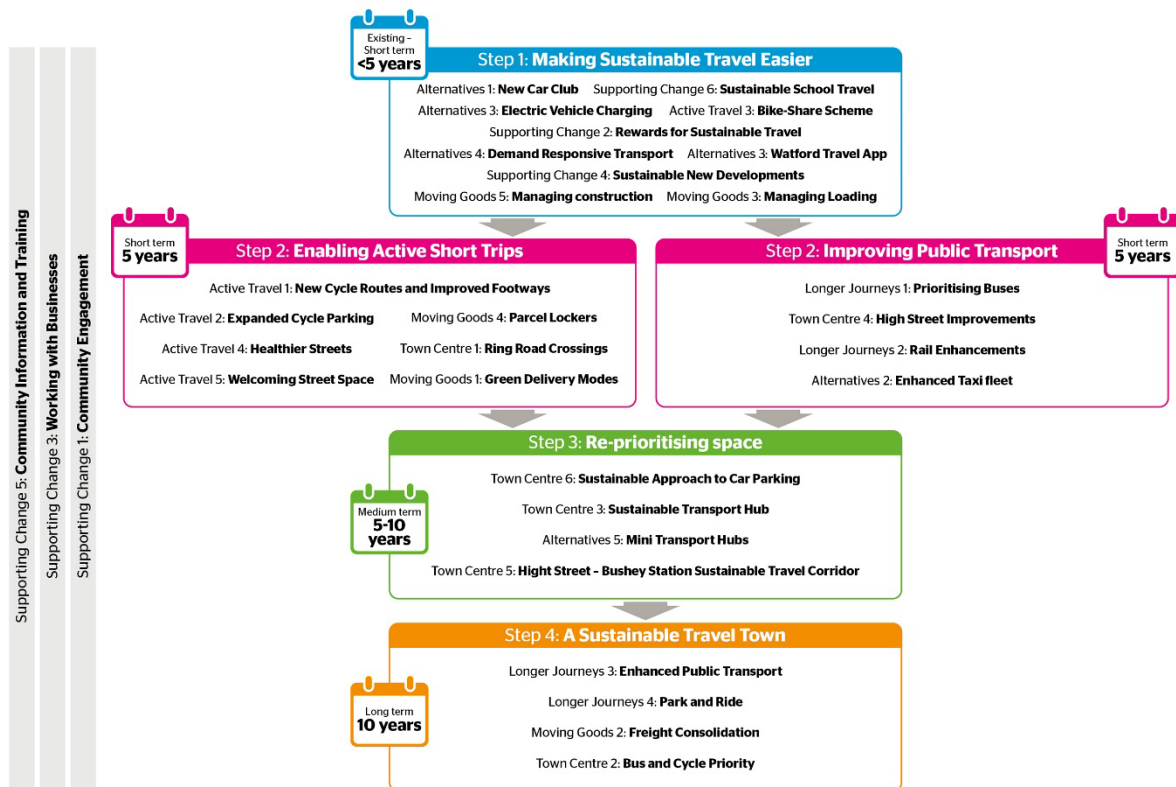 Supporting Change 5: Community Information and Training
Supporting Change 3: Working with Businesses
Supporting Change 1: Community Engagement
Existing –
Short term
<5 years
Step 1: Making Sustainable Travel Easier
Alternatives 1: New Car Club Supporting Change 6: Sustainable School Travel
Alternatives 3: Electric Vehicle Charging Active Travel 3: Bike-Share Scheme
Supporting Change 2: Rewards for Sustainable Travel
Alternatives 4: Demand Responsive Transport Alternatives 3: Watford Travel App
Supporting Change 4: Sustainable New Developments
Moving Goods 5: Managing construction Moving Goods 3: Managing Loading
Short term
5 years
Step 2: Enabling Active Short Trips
Active Travel 1: New Cycle Routes and Improved Footways
Active Travel 2: Expanded Cycle Parking Moving Goods 4: Parcel Lockers
Active Travel 4: Healthier Streets Town Centre 1: Ring Road Crossings
Active Travel 5: Welcoming Street Space Moving Goods 1: Green Delivery Modes
Step 2: Improving Public Transport
Short term
5 years
Longer Journeys 1: Prioritising Buses
Town Centre 4: High Street Improvements
Longer Journeys 2: Rail Enhancements
Alternatives 2: Enhanced Taxi fleet
Step 3: Re-prioritising space
Medium term
5-10
years
Town Centre 6: Sustainable Approach to Car Parking
Town Centre 3: Sustainable Transport Hub
Alternatives 5: Mini Transport Hubs
Town Centre 5: Hight Street – Bushey Station Sustainable Travel Corridor
Step 4: A Sustainable Travel Town
Long term
10 years
Longer Journeys 3: Enhanced Public Transport
Longer Journeys 4: Park and Ride
Moving Goods 2: Freight Consolidation
Town Centre 2: Bus and Cycle Priority